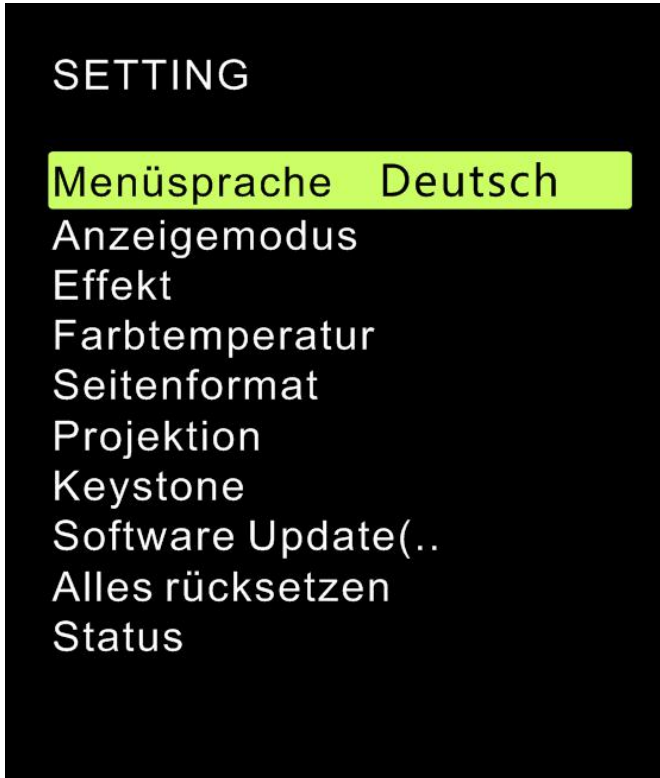 SETTING
Menüsprache Deutsch
Anzeigemodus
Effekt
Farbtemperatur
Seitenformat
Projektion
Keystone
Software Update(..
Alles rücksetzen
Status